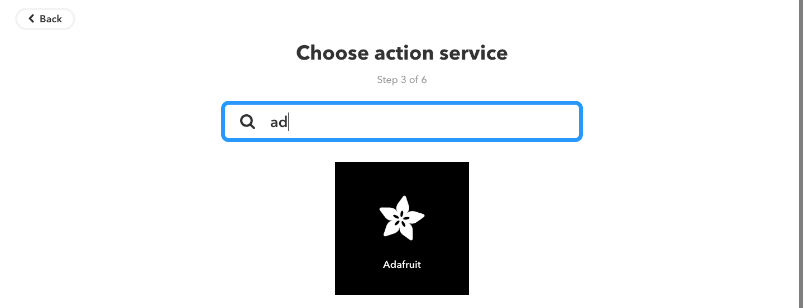 Back
Choose action service
Step 3 of 6
ad
Adafruit